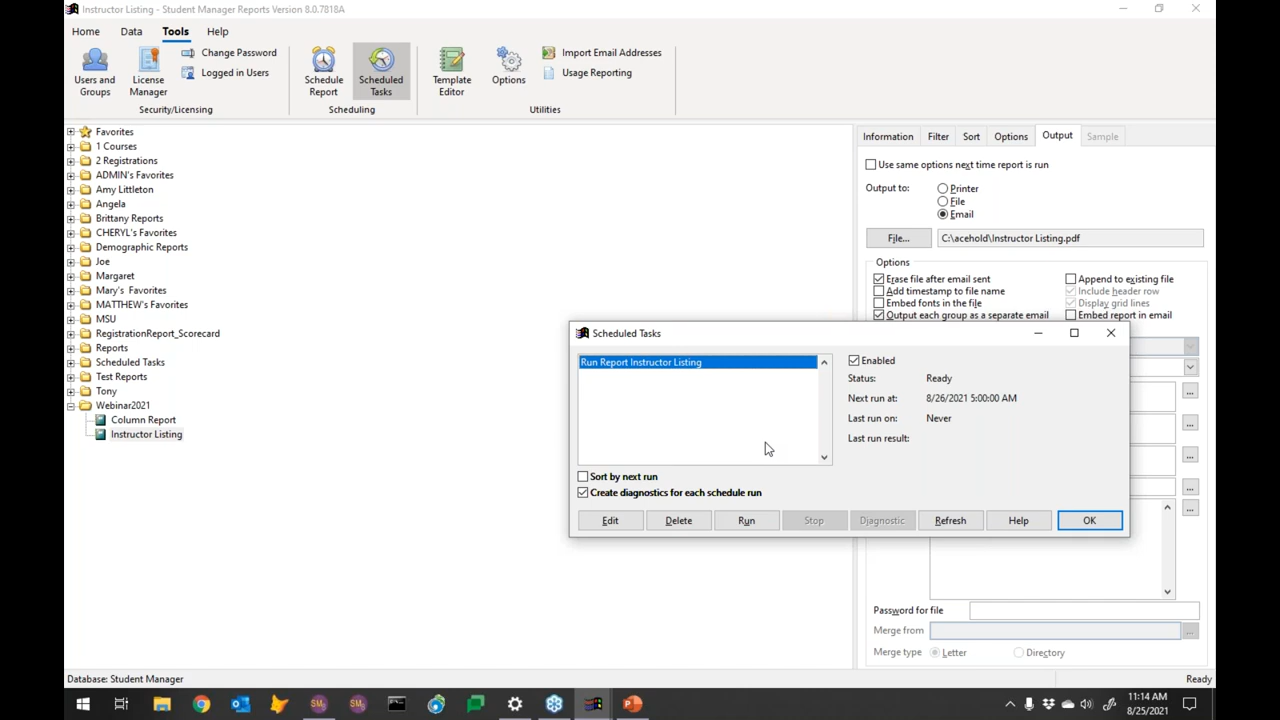 Instructor Listing - Student Manager Reports Version 8.0.7818A
Home Data Tools Help
Users and Groups
License Manager
Change Password
Logged in Users
Security/Licensing
Schedule Report
Scheduled Tasks
Scheduling
Template Editor
Options
Import Email Addresses
Usage Reporting
Utilities
Favorites
1 Courses
2 Registrations
ADMIN's Favorites
Amy Littleton
Angela
Brittany Reports
CHERYL's Favorites
Demographic Reports
Joe
Margaret
Mary's Favorites
MATTHEW's Favorites
MSU
RegistrationReport_Scorecard
Reports
Scheduled Tasks
Test Reports
Tony
Webinar2021
Column Report
Instructor Listing
Information Filter Sort Options Output Sample
Use same options next time report is run
Output to:
Printer
File
Email
File... C:\acehold\Instructor Listing.pdf
Options
Erase file after email sent
Append to existing file
Add timestamp to file name
Include header row
Embed fonts in the file
Display grid lines
Output each group as a separate email
Embed report in email
Scheduled Tasks
Run Report Instructor Listing
Enabled
Status: Ready
Next run at: 8/26/2021 5:00:00 AM
Last run on: Never
Last run result:
Sort by next run
Create diagnostics for each schedule run
Edit Delete Run Stop Diagnostic Refresh Help OK
...
...
...
...
...
Password for file
Merge from ...
Merge type Letter Directory
Database: Student Manager
Ready
SM SM
11:14 AM
8/25/2021